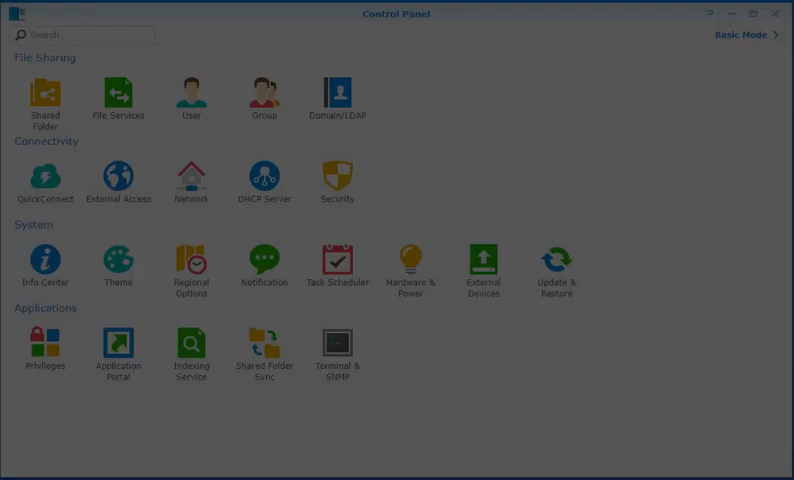 Control Panel
Search
Basic Mode
File Sharing
Shared Folder
File Services
User
Group
Domain/LDAP
Connectivity
QuickConnect
External Access
Network
DHCP Server
Security
System
Info Center
Theme
Regional Options
Notification
Task Scheduler
Hardware & Power
External Devices
Update & Restore
Applications
Privileges
Application Portal
Indexing Service
Shared Folder Sync
Terminal & SNMP